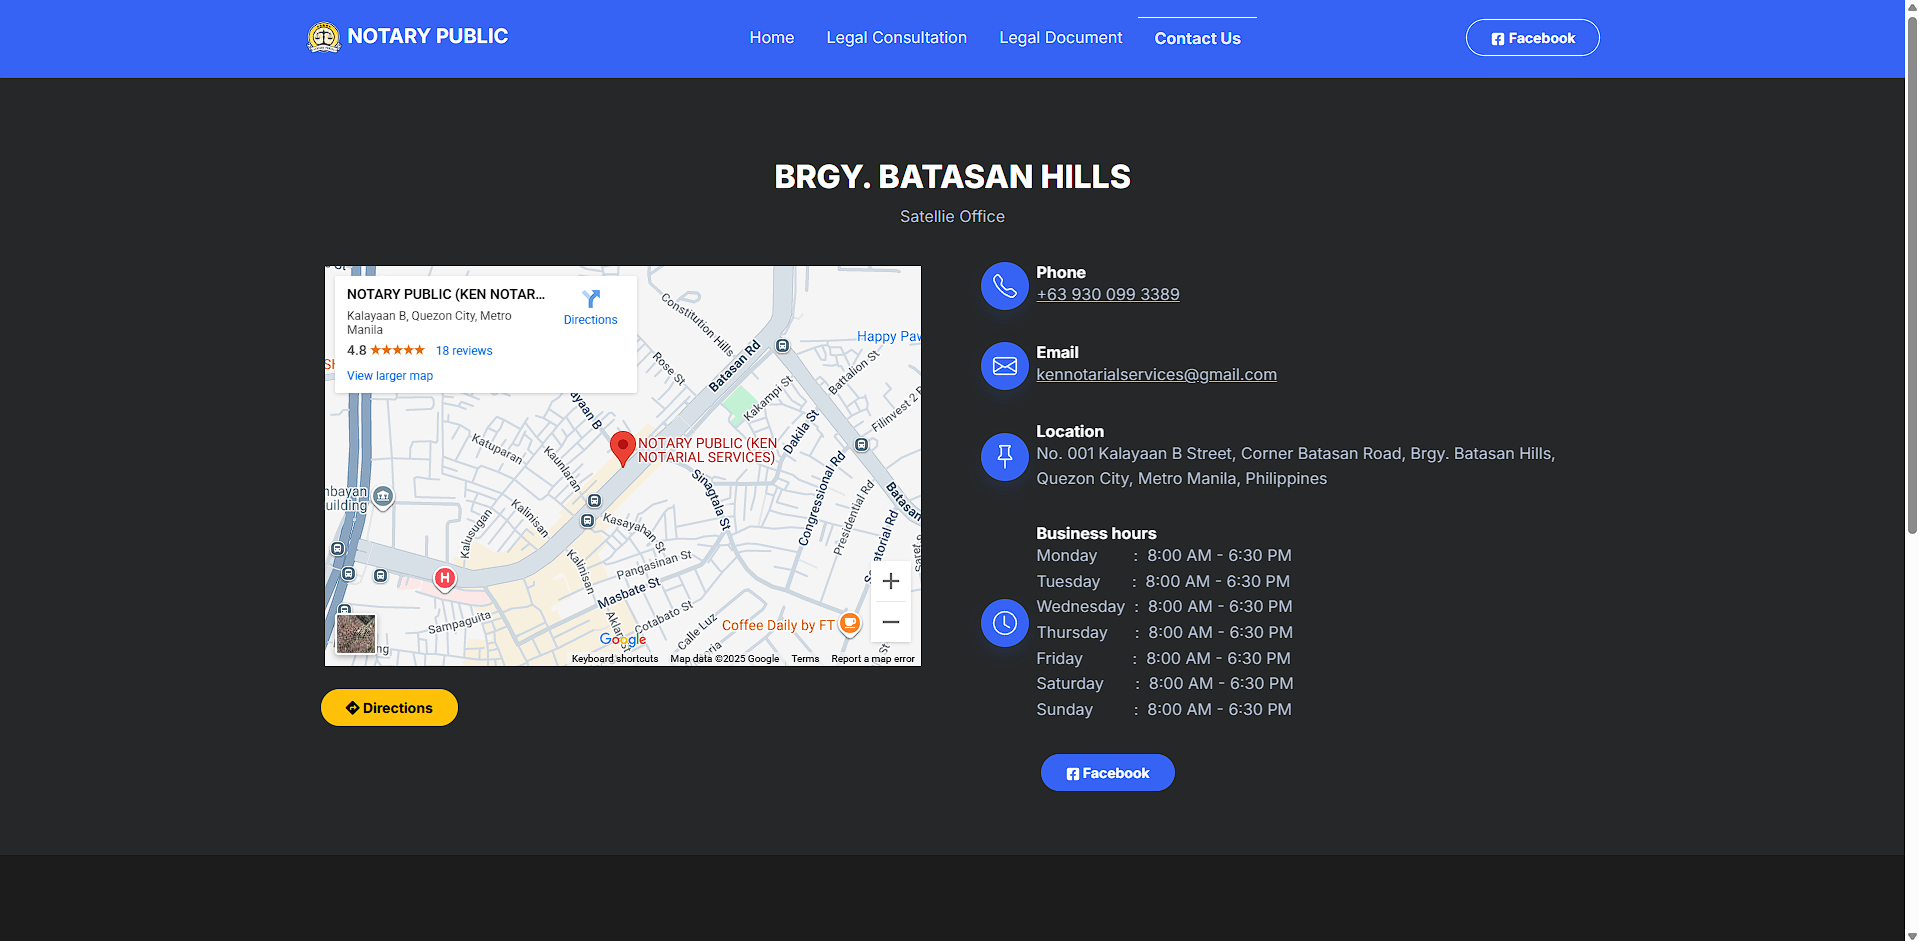 NOTARY PUBLIC
Home
Legal Consultation
Legal Document
Contact Us
Facebook
BRGY. BATASAN HILLS
Satellie Office
NOTARY PUBLIC (KEN NOTAR...
Kalayaan B, Quezon City, Metro
Manila
4.8
18 reviews
View larger map
Directions
Constitution Hills
Happy Paw
Rose St
Batasan Rd
Battalion St
Kakampi St
Filinvest 2
ayaan B
Dakila St
Katuparan
Kaunlaran
NOTARY PUBLIC (KEN
NOTARIAL SERVICES)
Sinagtala St
Congressional Rd
Presidential Rd
Batasan
mbayan
uilding
Kalinisan
Kalusugan
Kasayahan St
atorial Rd
Kalinisan
Pangasinan St
Masbate St
H
Sampaguita
Cotabato St
Calle Luz
Coffee Daily by FT
ng
Google
Keyboard shortcuts
Map data ©2025 Google
Terms
Report a map error
Directions
Phone
+63 930 099 3389
Email
kennotarialservices@gmail.com
Location
No. 001 Kalayaan B Street, Corner Batasan Road, Brgy. Batasan Hills,
Quezon City, Metro Manila, Philippines
Business hours
Monday : 8:00 AM - 6:30 PM
Tuesday : 8:00 AM - 6:30 PM
Wednesday : 8:00 AM - 6:30 PM
Thursday : 8:00 AM - 6:30 PM
Friday : 8:00 AM - 6:30 PM
Saturday : 8:00 AM - 6:30 PM
Sunday : 8:00 AM - 6:30 PM
Facebook